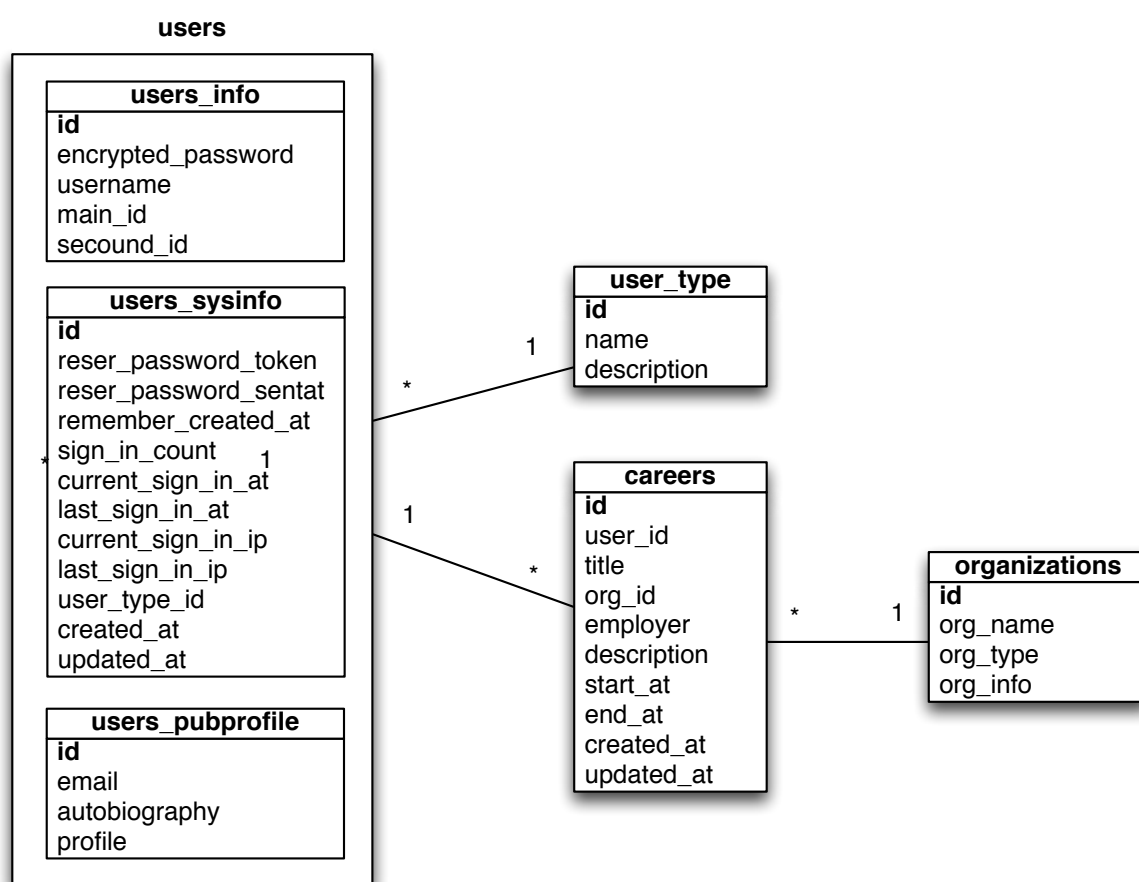 users
users_info
id
encrypted_password
username
main_id
secound_id
users_sysinfo
id
reser_password_token
reser_password_sentat
remember_created_at
sign_in_count
* 1
current_sign_in_at
last_sign_in_at
current_sign_in_ip
last_sign_in_ip
user_type_id
created_at
updated_at
users_pubprofile
id
email
autobiography
profile
* 1
user_type
id
name
description
1 *
careers
id
user_id
title
org_id
employer
description
start_at
end_at
created_at
updated_at
* 1
organizations
id
org_name
org_type
org_info